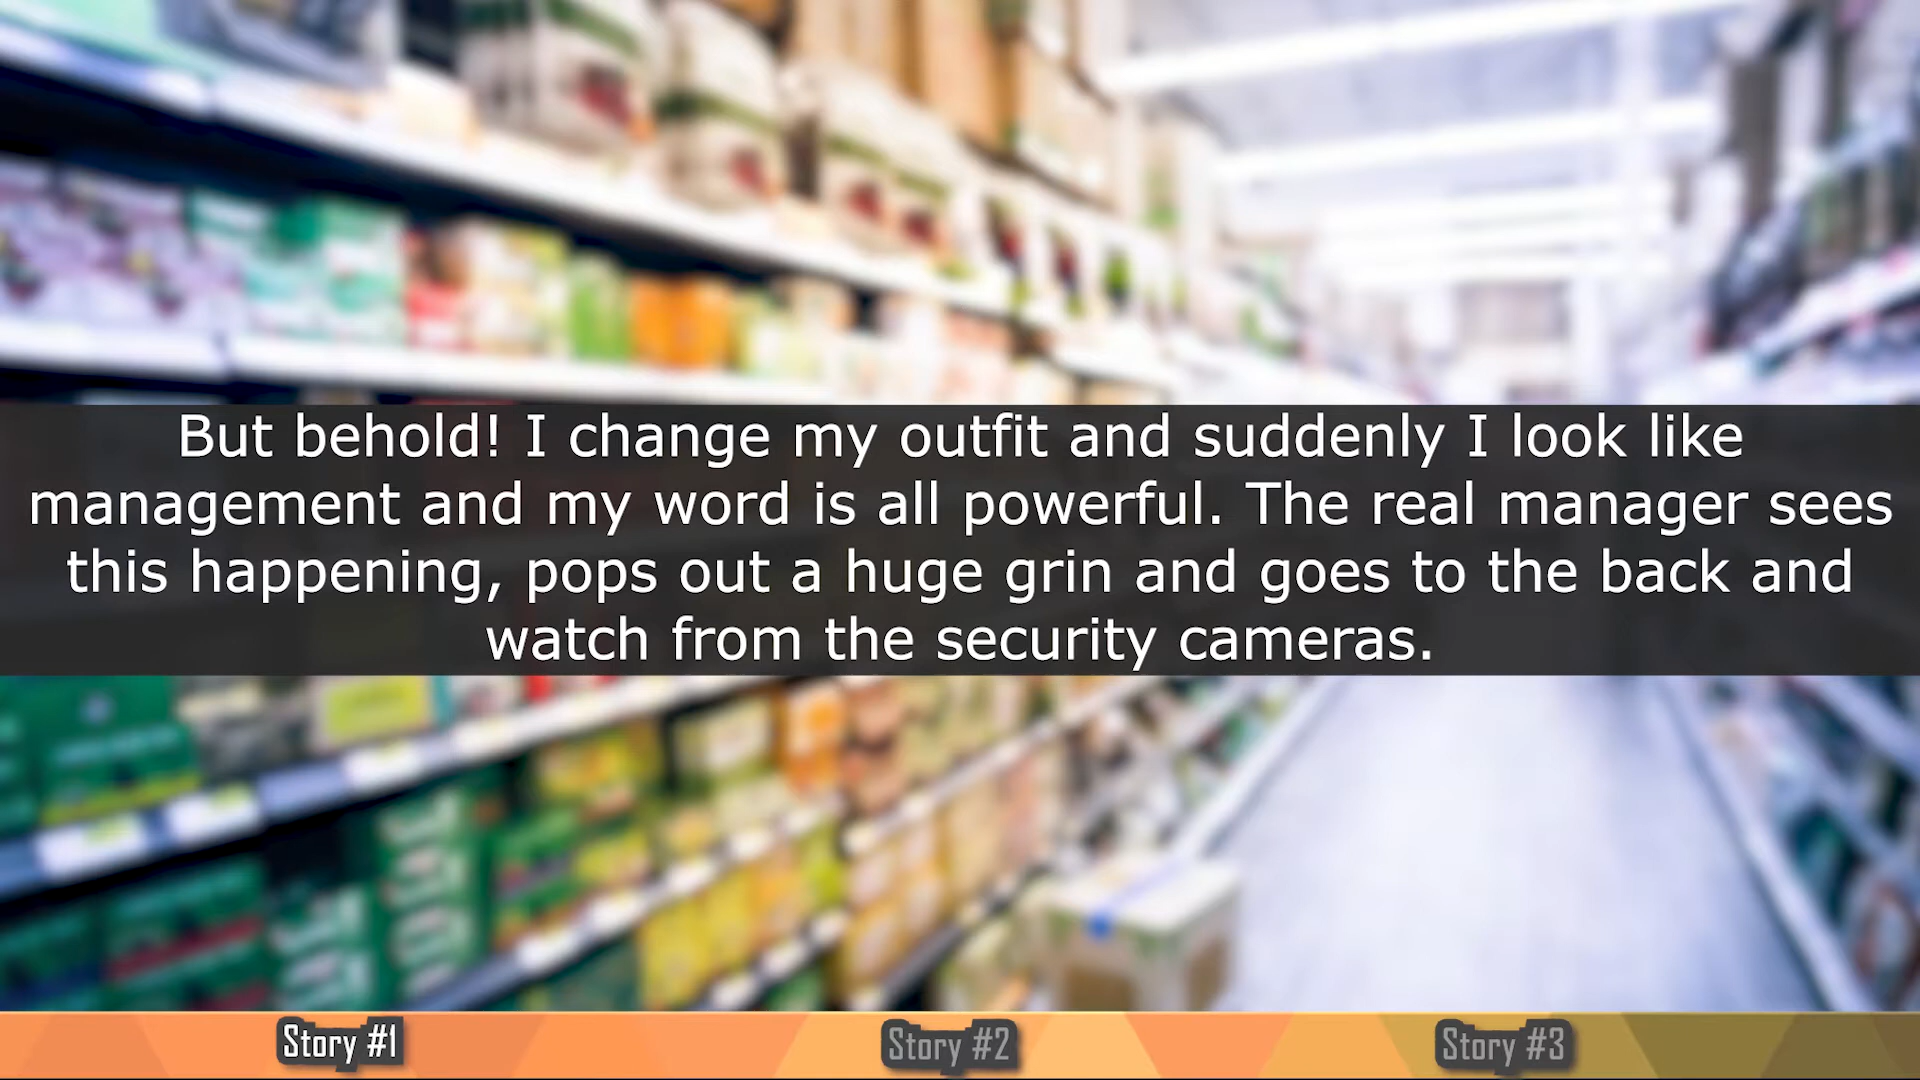 But behold! I change my outfit and suddenly I look like
management and my word is all powerful. The real manager sees
this happening, pops out a huge grin and goes to the back and
watch from the security cameras.
Story #1
Story #2
Story #3